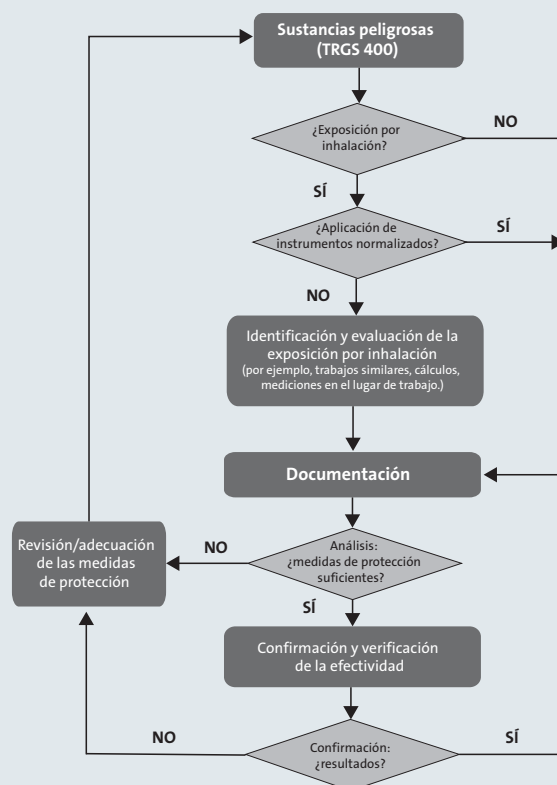 Sustancias peligrosas
(TRGS 400)
¿Exposición por
inhalación?
NO
SÍ
¿Aplicación de
instrumentos normalizados?
SÍ
NO
Identificación y evaluación de la
exposición por inhalación
(por ejemplo, trabajos similares, cálculos,
mediciones en el lugar de trabajo.)
Documentación
Revisión/adecuación
de las medidas
de protección
NO
Análisis:
¿medidas de protección
suficientes?
SÍ
Confirmación y verificación
de la efectividad
NO
Confirmación:
¿resultados?
SÍ